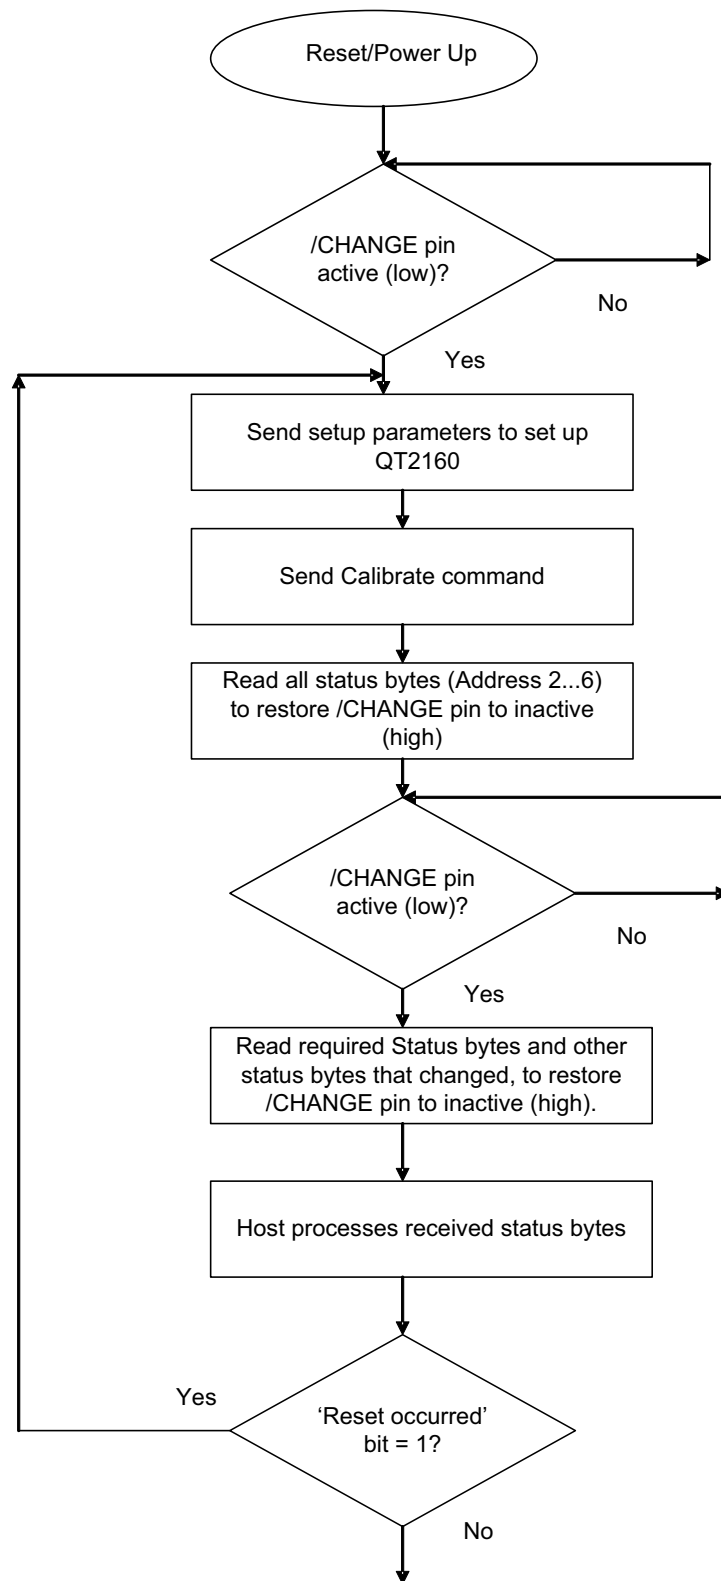 Reset/Power Up
/CHANGE pin
active (low)?
No
Yes
Send setup parameters to set up
QT2160
Send Calibrate command
Read all status bytes (Address 2...6)
to restore /CHANGE pin to inactive
(high)
/CHANGE pin
active (low)?
No
Yes
Read required Status bytes and other
status bytes that changed, to restore
/CHANGE pin to inactive (high).
Host processes received status bytes
Yes
‘Reset occurred’
bit = 1?
No